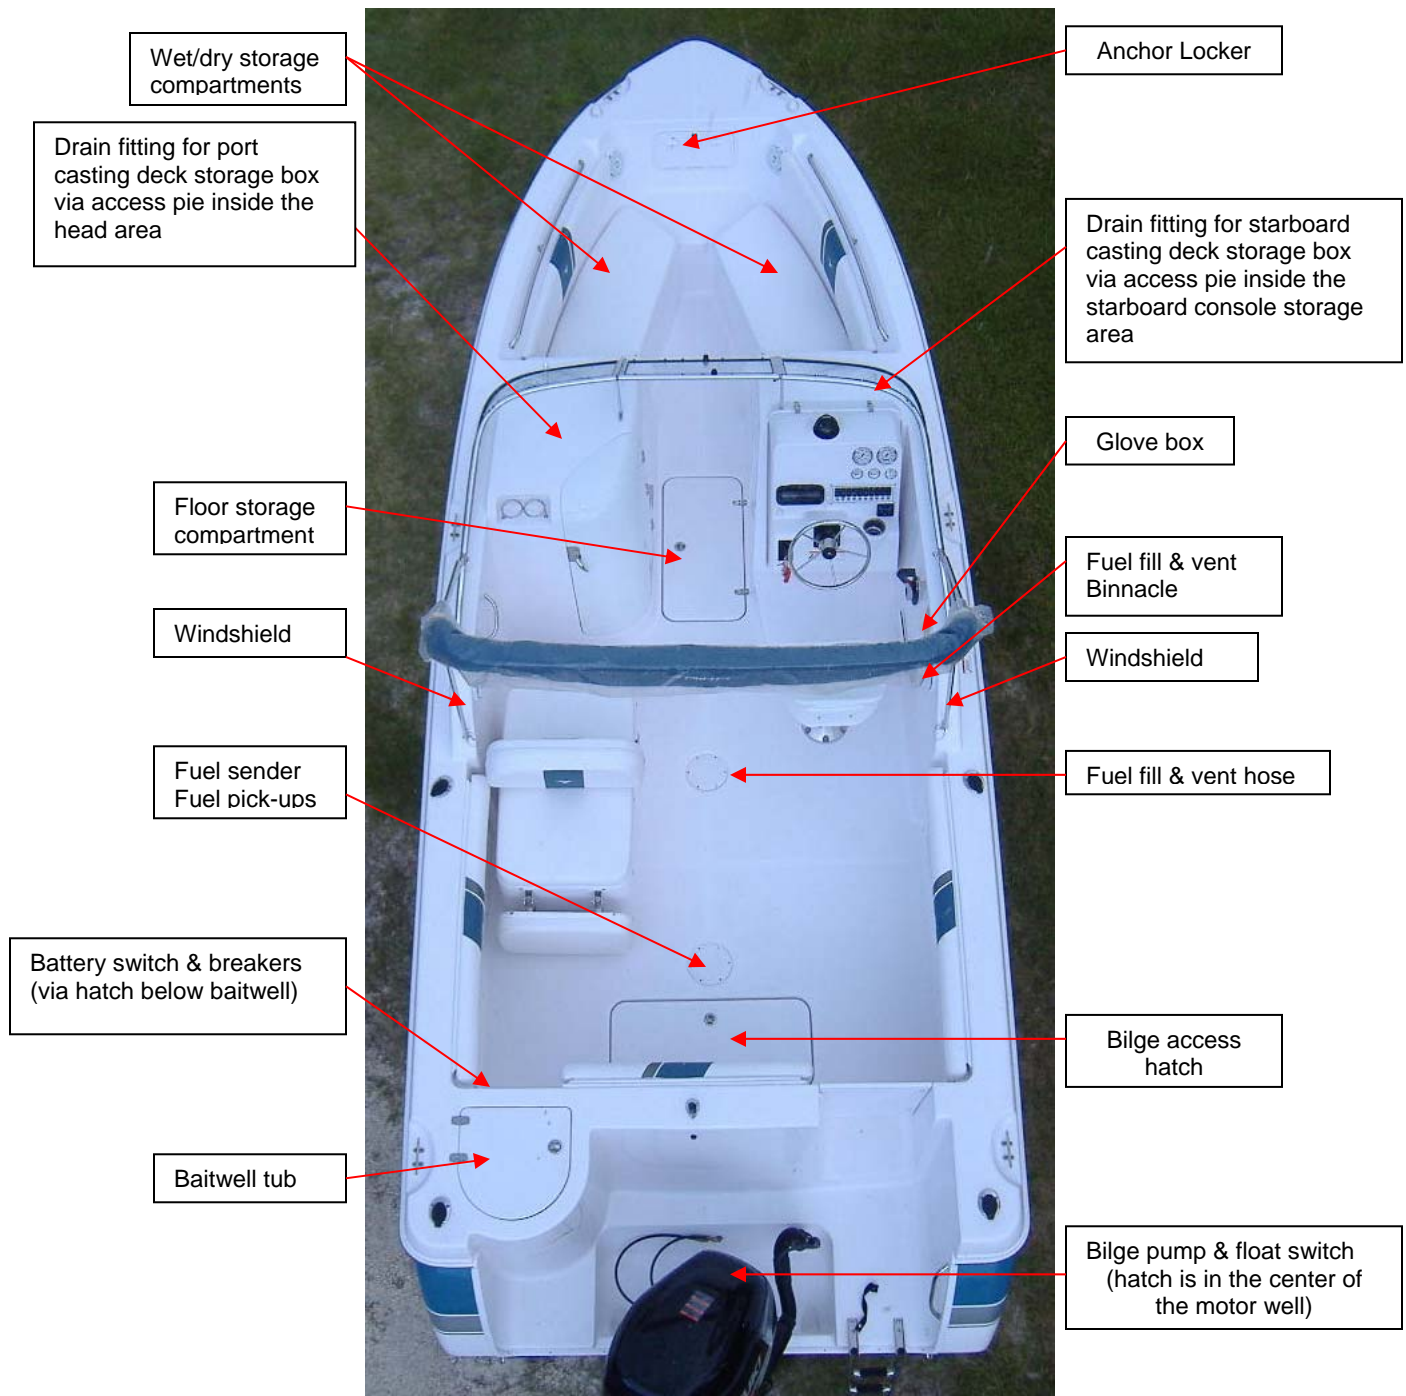 Wet/dry storage
compartments
Drain fitting for port
casting deck storage box
via access pie inside the
head area
Floor storage
compartment
Windshield
Fuel sender
Fuel pick-ups
Battery switch & breakers
(via hatch below baitwell)
Baitwell tub
Anchor Locker
Drain fitting for starboard
casting deck storage box
via access pie inside the
starboard console storage
area
Glove box
Fuel fill & vent
Binnacle
Windshield
Fuel fill & vent hose
Bilge access
hatch
Bilge pump & float switch
(hatch is in the center of
the motor well)